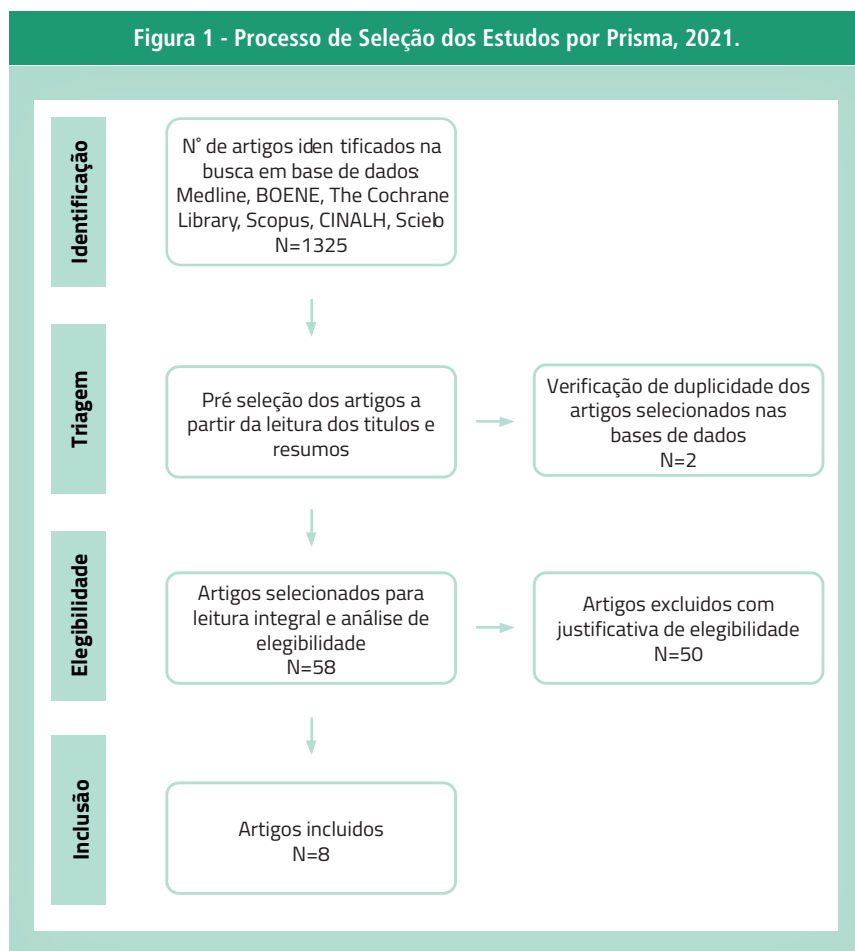 Figura 1 - Processo de Seleção dos Estudos por Prisma, 2021.
Identificação
N° de artigos iden tificados na
busca em base de dados:
Medline, BOENE, The Cochrane
Library, Scopus, CINALH, Scielo
N=1325
Triagem
Pré seleção dos artigos a
partir da leitura dos titulos e
resumos
Verificação de duplicidade dos
artigos selecionados nas
bases de dados
N=2
Elegibilidade
Artigos selecionados para
leitura integral e análise de
elegibilidade
N=58
Artigos excluidos com
justificativa de elegibilidade
N=50
Inclusão
Artigos incluidos
N=8